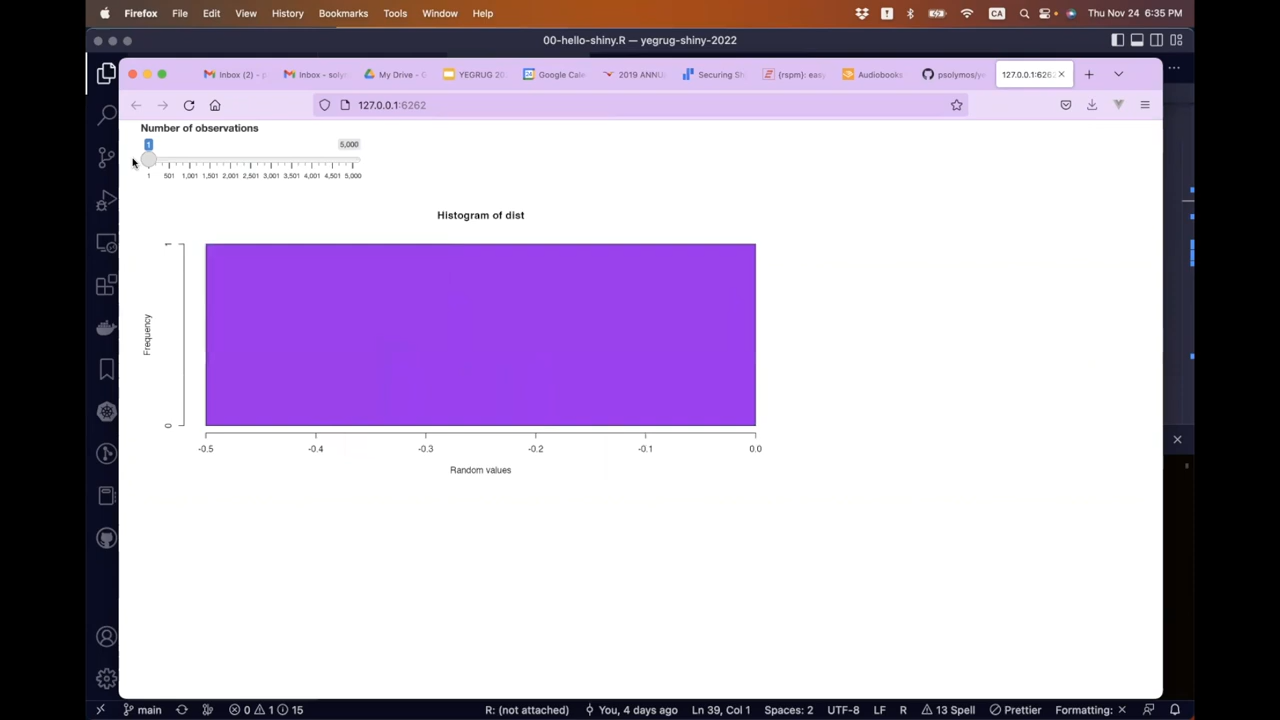 Firefox File Edit View History Bookmarks Tools Window Help CA Thu Nov 24 6:35 PM
00-hello-shiny.R — yegrug-shiny-2022
Inbox (2) - p Inbox - soly My Drive - G YEGRUG 20 Google Cale 2019 ANNU Securing Sh {rspm}: easy Audiobooks psolymos/ye 127.0.0.1:6262
127.0.0.1:6262
Number of observations
1 5,000
1 501 1,001 1,501 2,001 2,501 3,001 3,501 4,001 4,501 5,000
Histogram of dist
1
Frequency
0
-0.5 -0.4 -0.3 -0.2 -0.1 0.0
Random values
main 0 1 15 R: (not attached) You, 4 days ago Ln 39, Col 1 Spaces: 2 UTF-8 LF R 13 Spell Prettier Formatting: ×